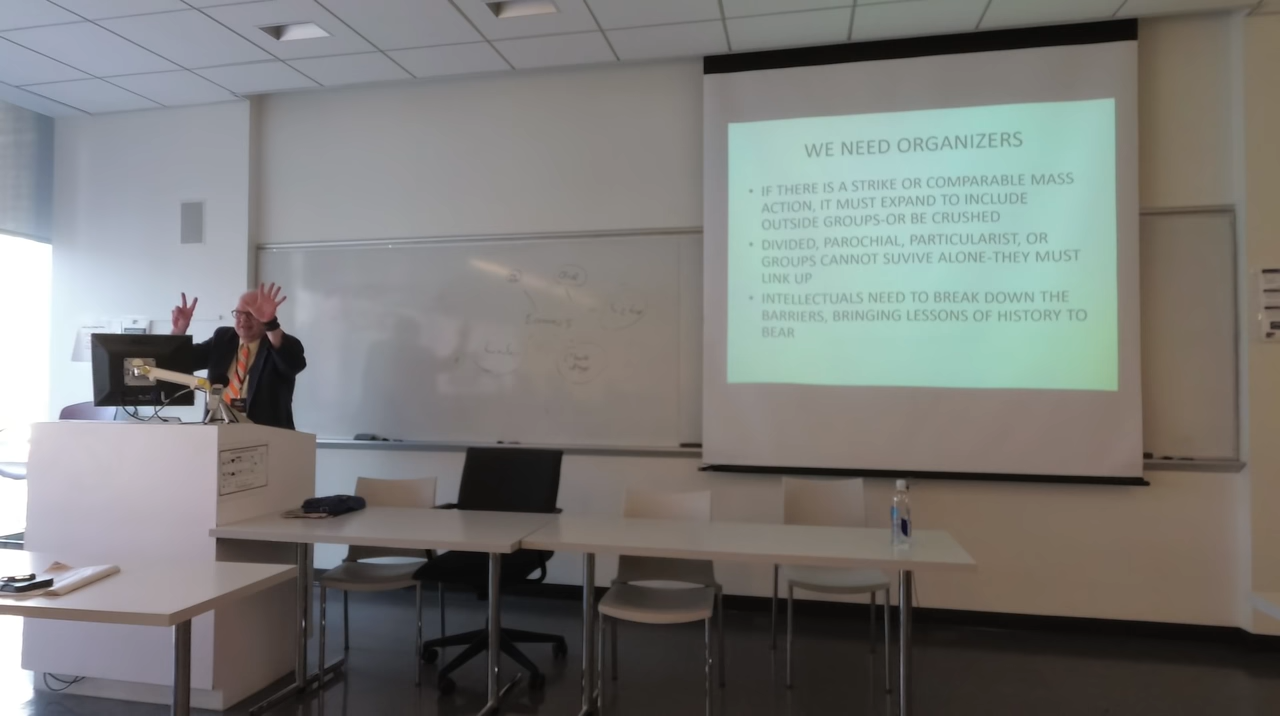 WE NEED ORGANIZERS
• IF THERE IS A STRIKE OR COMPARABLE MASS
ACTION, IT MUST EXPAND TO INCLUDE
OUTSIDE GROUPS-OR BE CRUSHED
• DIVIDED, PAROCHIAL, PARTICULARIST, OR
GROUPS CANNOT SUVIVE ALONE-THEY MUST
LINK UP
• INTELLECTUALS NEED TO BREAK DOWN THE
BARRIERS, BRINGING LESSONS OF HISTORY TO
BEAR